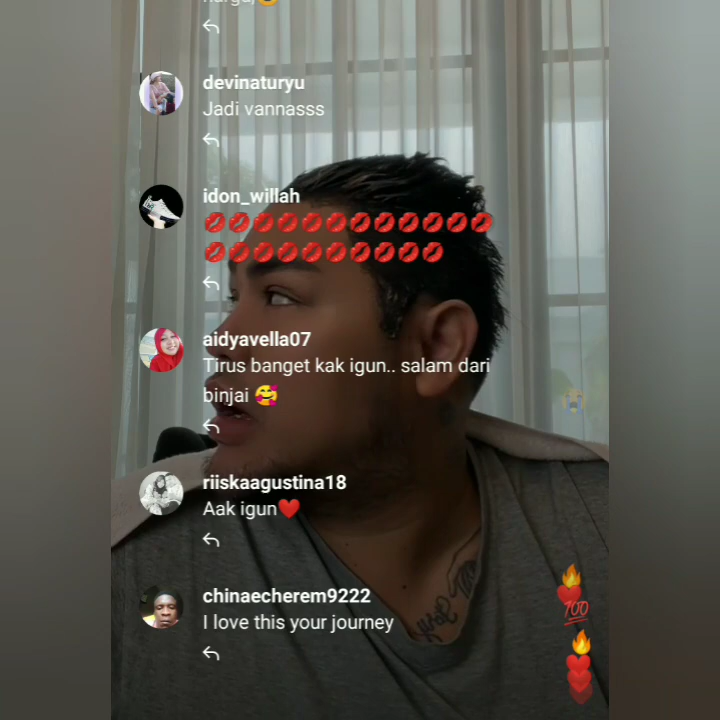 devinaturyu
Jadi vannasss
idon_willah
💋💋💋💋💋💋💋💋💋💋💋💋
💋💋💋💋💋💋💋💋💋💋
aidyavella07
Tirus banget kak igun.. salam dari
binjai 🥰
riiskaagustina18
Aak igun❤️
chinaecherem9222
I love this your journey
💯